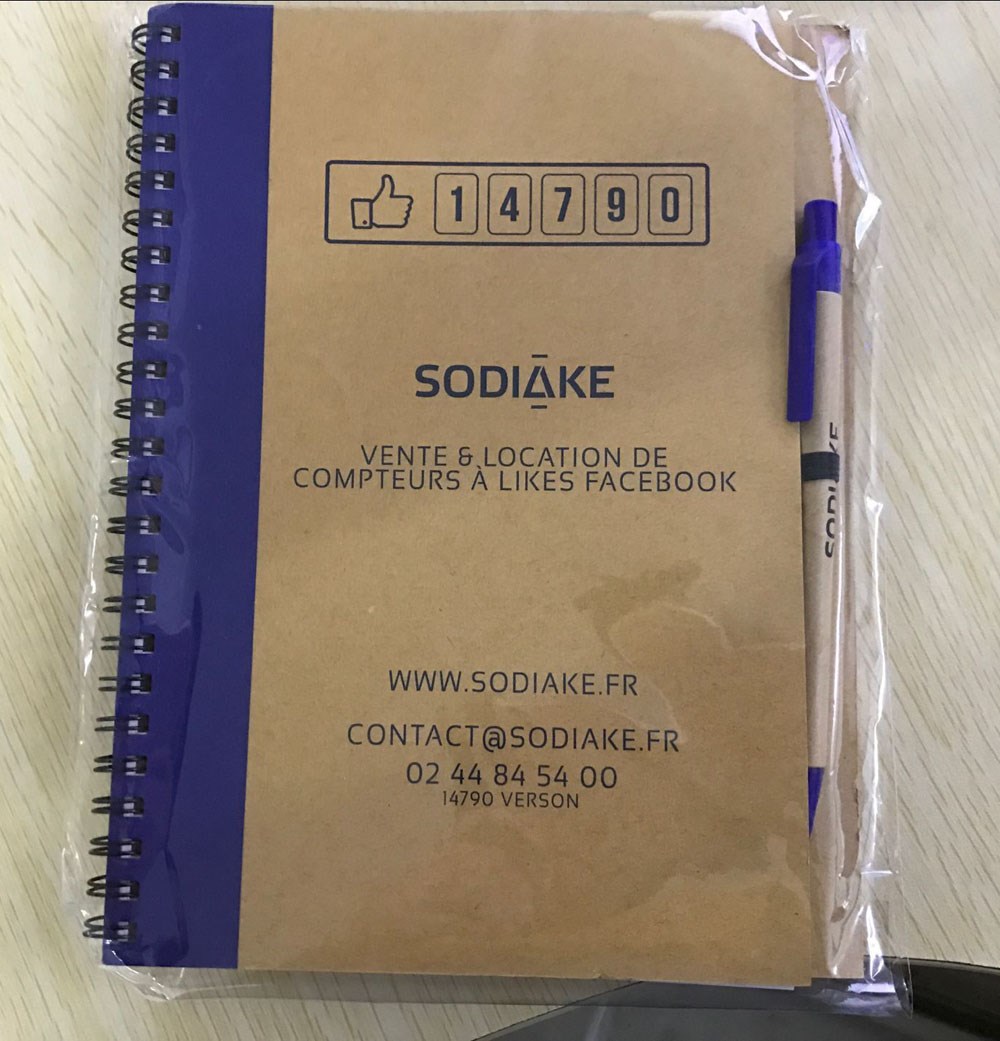 14790
SODIAKE
VENTE & LOCATION DE
COMPTEURS À LIKES FACEBOOK
WWW.SODIAKE.FR
CONTACT@SODIAKE.FR
02 44 84 54 00
14790 VERSON
SODIAKE